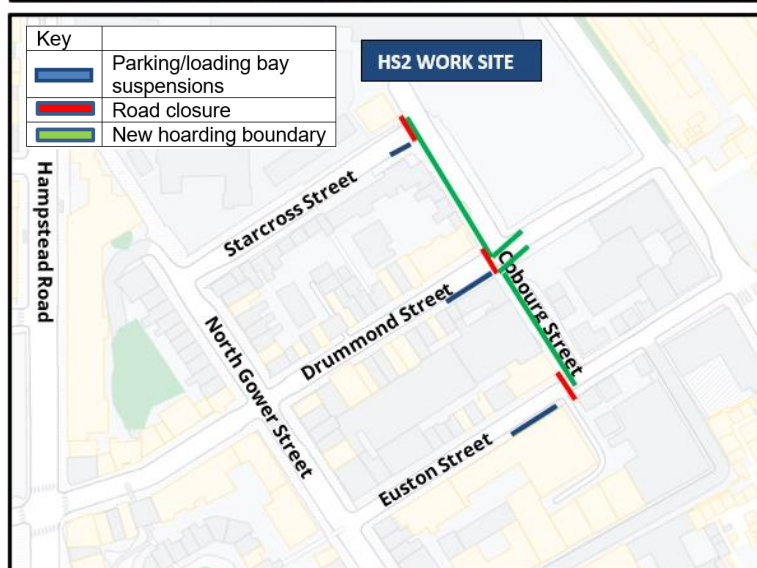 Key
Parking/loading bay
suspensions
Road closure
New hoarding boundary
HS2 WORK SITE
Hampstead Road
Starcross Street
Cobourg Street
Drummond Street
North Gower Street
Euston Street